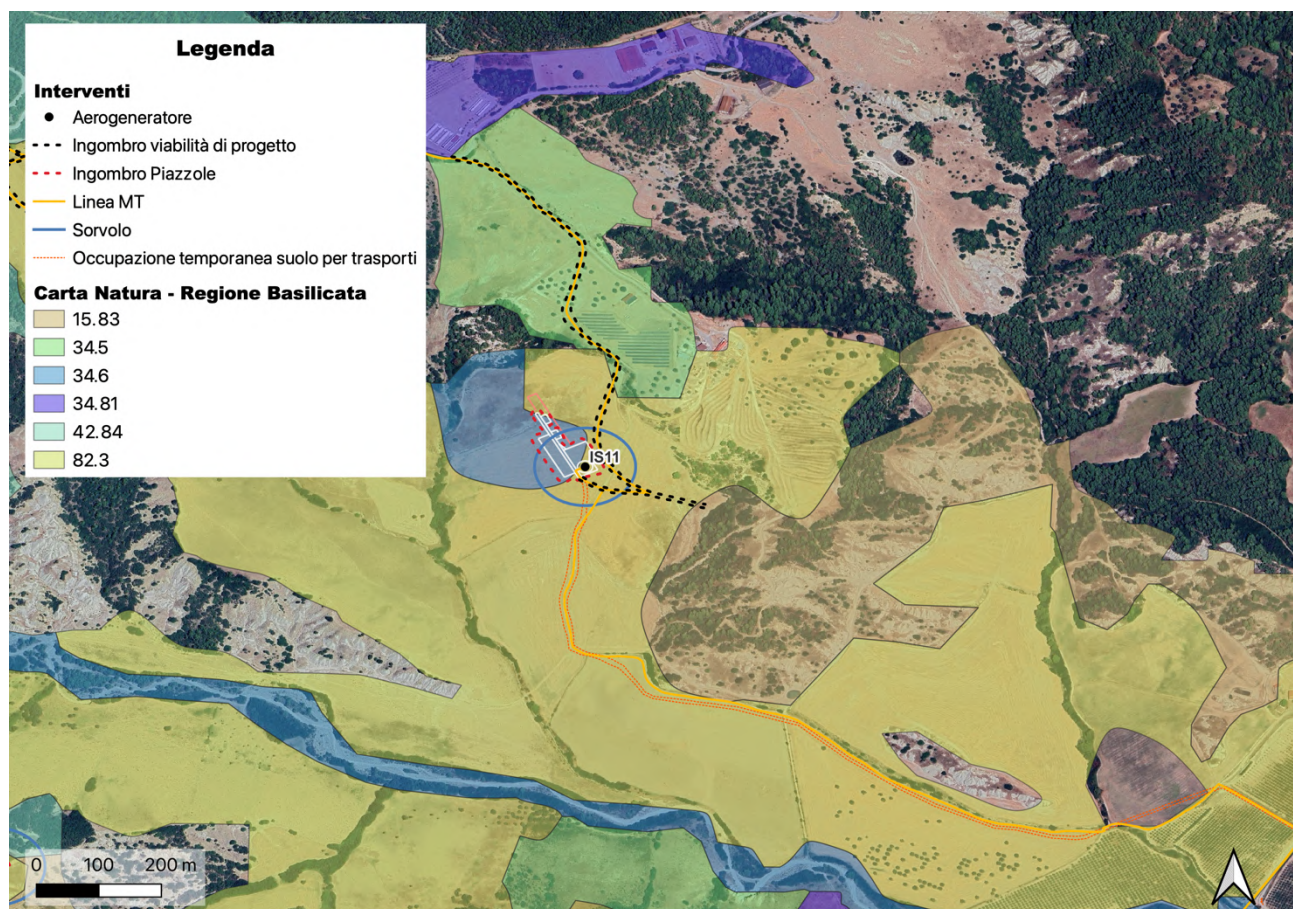 Legenda
Interventi
Aerogeneratore
Ingombro viabilità di progetto
Ingombro Piazzole
Linea MT
Sorvolo
Occupazione temporanea suolo per trasporti
Carta Natura - Regione Basilicata
15.83
34.5
34.6
34.81
42.84
82.3
IS11
0 100 200 m